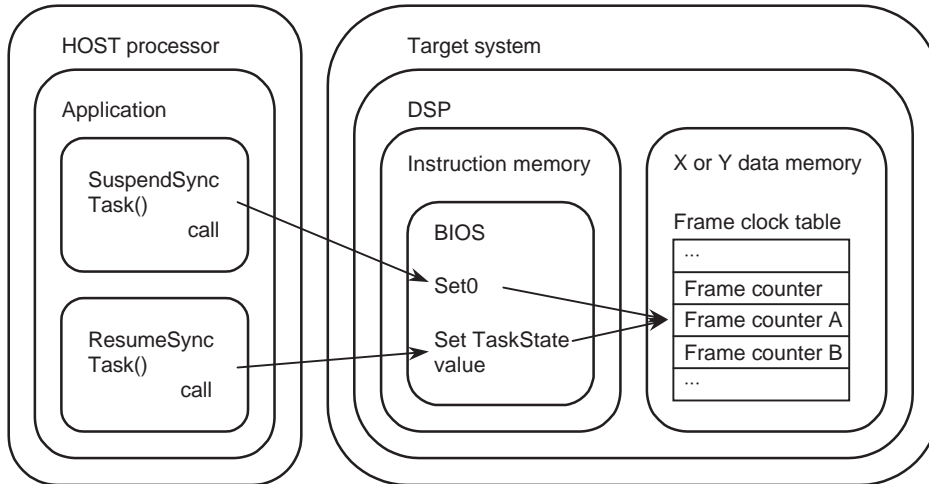 HOST processor
Application
SuspendSync
Task()
call
ResumeSync
Task()
call
Target system
DSP
Instruction memory
BIOS
Set0
Set TaskState
value
X or Y data memory
Frame clock table
...
Frame counter
Frame counter A
Frame counter B
...